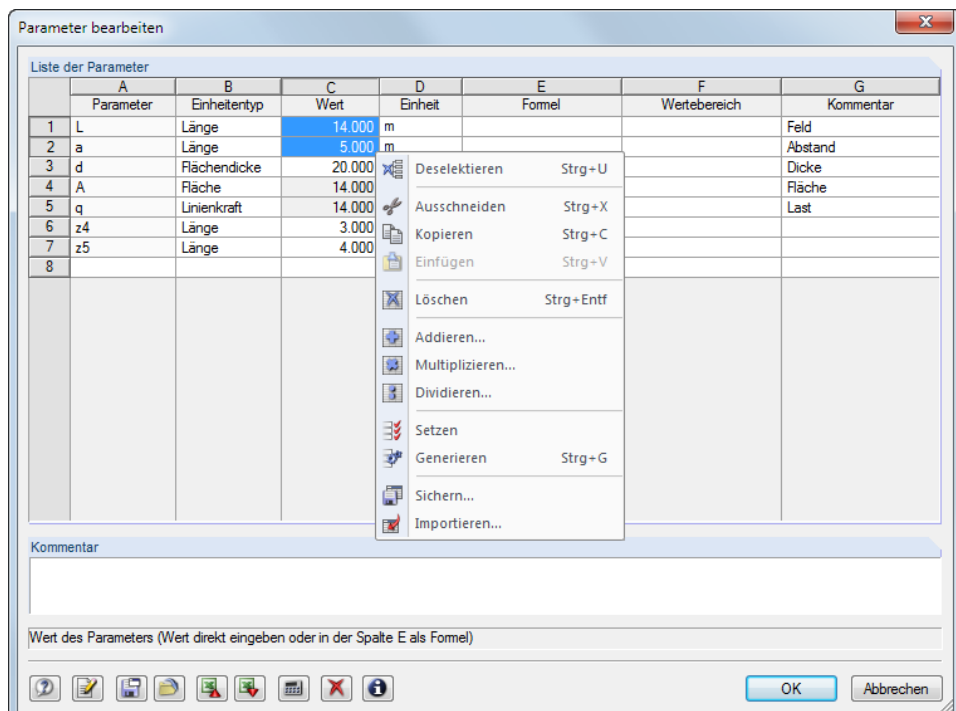 Parameter bearbeiten
Liste der Parameter
A B C D E F G
Parameter Einheitentyp Wert Einheit Formel Wertebereich Kommentar
1 L Länge 14.000 m Feld
2 a Länge 5.000 m Abstand
3 d Flächendicke 20.000 Dicke
4 A Fläche 14.000 Fläche
5 q Linienkraft 14.000 Last
6 z4 Länge 3.000
7 z5 Länge 4.000
8
Deselektieren Strg+U
Ausschneiden Strg+X
Kopieren Strg+C
Einfügen Strg+V
Löschen Strg+Entf
Addieren...
Multiplizieren...
Dividieren...
Setzen
Generieren Strg+G
Sichern...
Importieren...
Kommentar
Wert des Parameters (Wert direkt eingeben oder in der Spalte E als Formel)
OK Abbrechen